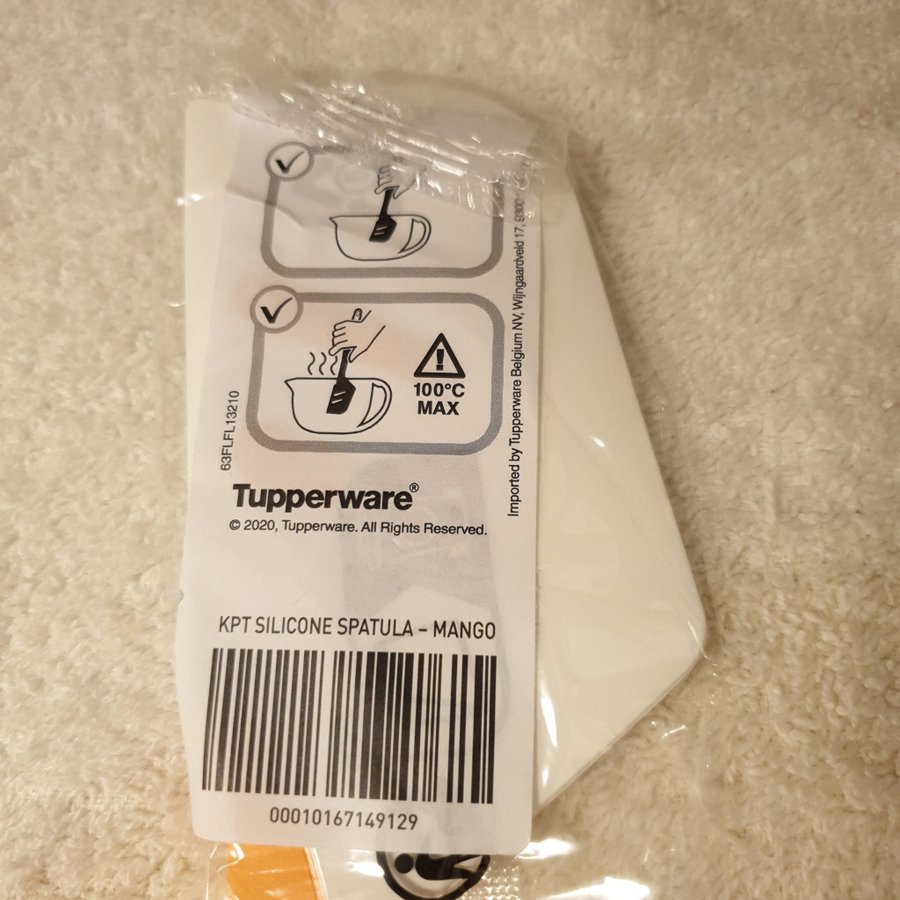 100°C
MAX
63FLFL13210
Imported by Tupperware Belgium NV, Wijngaardveld 17, 9300
Tupperware®
© 2020, Tupperware. All Rights Reserved.
KPT SILICONE SPATULA – MANGO
00010167149129